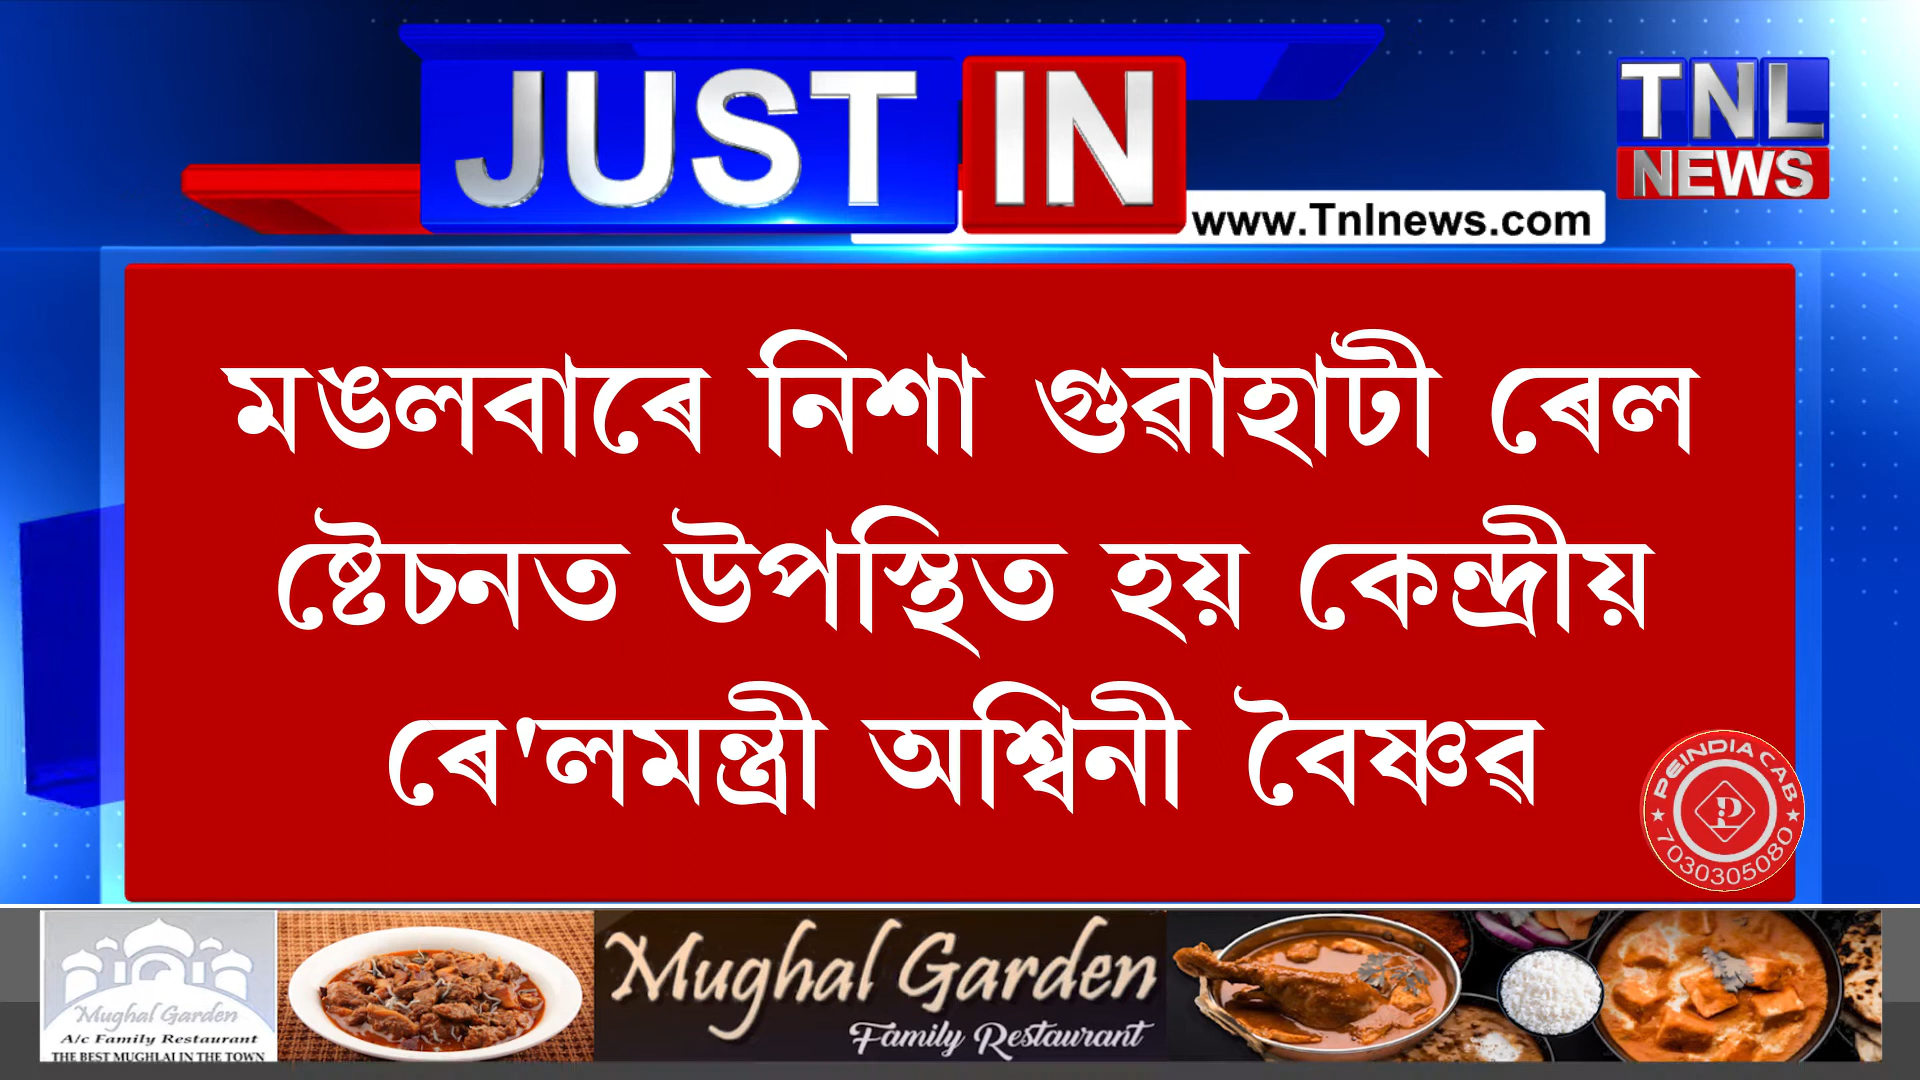 JUST IN
TNL
NEWS
www.Tnlnews.com
মঙলবাৰে নিশা গুৱাহাটী ৰেল
ষ্টেচনত উপস্থিত হয় কেন্দ্ৰীয়
ৰে'লমন্ত্ৰী অশ্বিনী বৈষ্ণৱ
PEINDIA CAB
P
7030305080
Mughal Garden
A/c Family Restaurant
THE BEST MUGHLAI IN THE TOWN
Mughal Garden
Family Restaurant